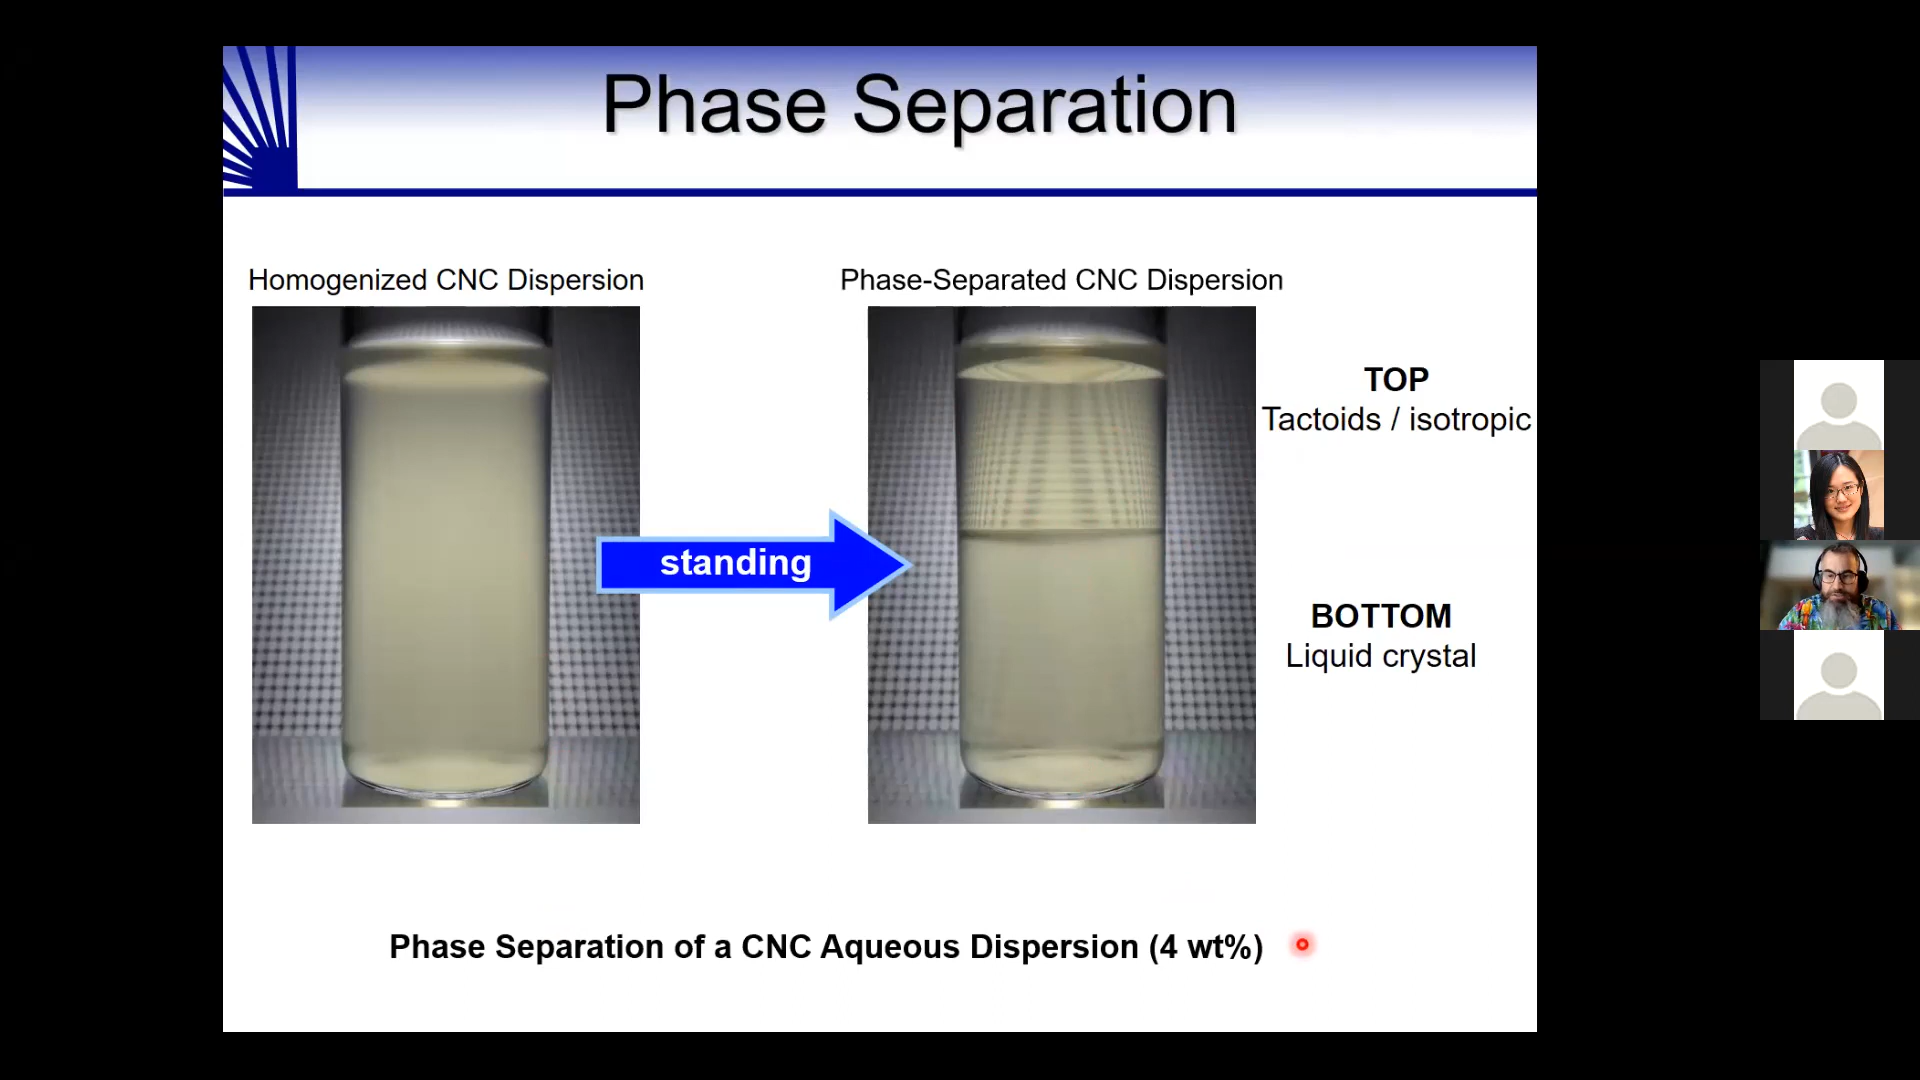 Phase Separation
Homogenized CNC Dispersion
Phase-Separated CNC Dispersion
TOP
Tactoids / isotropic
standing
BOTTOM
Liquid crystal
Phase Separation of a CNC Aqueous Dispersion (4 wt%)